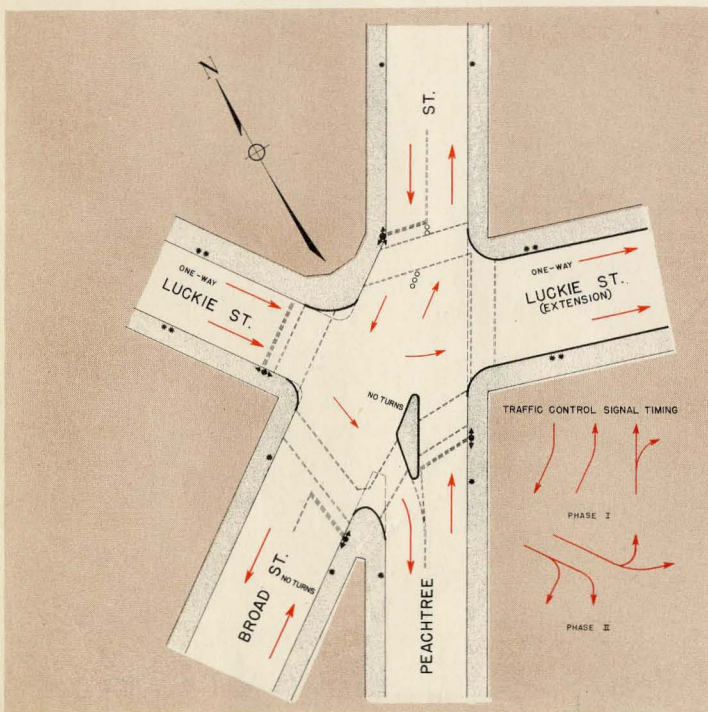 N
ST.
ONE-WAY
LUCKIE ST.
ONE-WAY
LUCKIE ST.
(EXTENSION)
NO TURNS
TRAFFIC CONTROL SIGNAL TIMING
PHASE I
PHASE II
BROAD ST.
NO TURNS
PEACHTREE